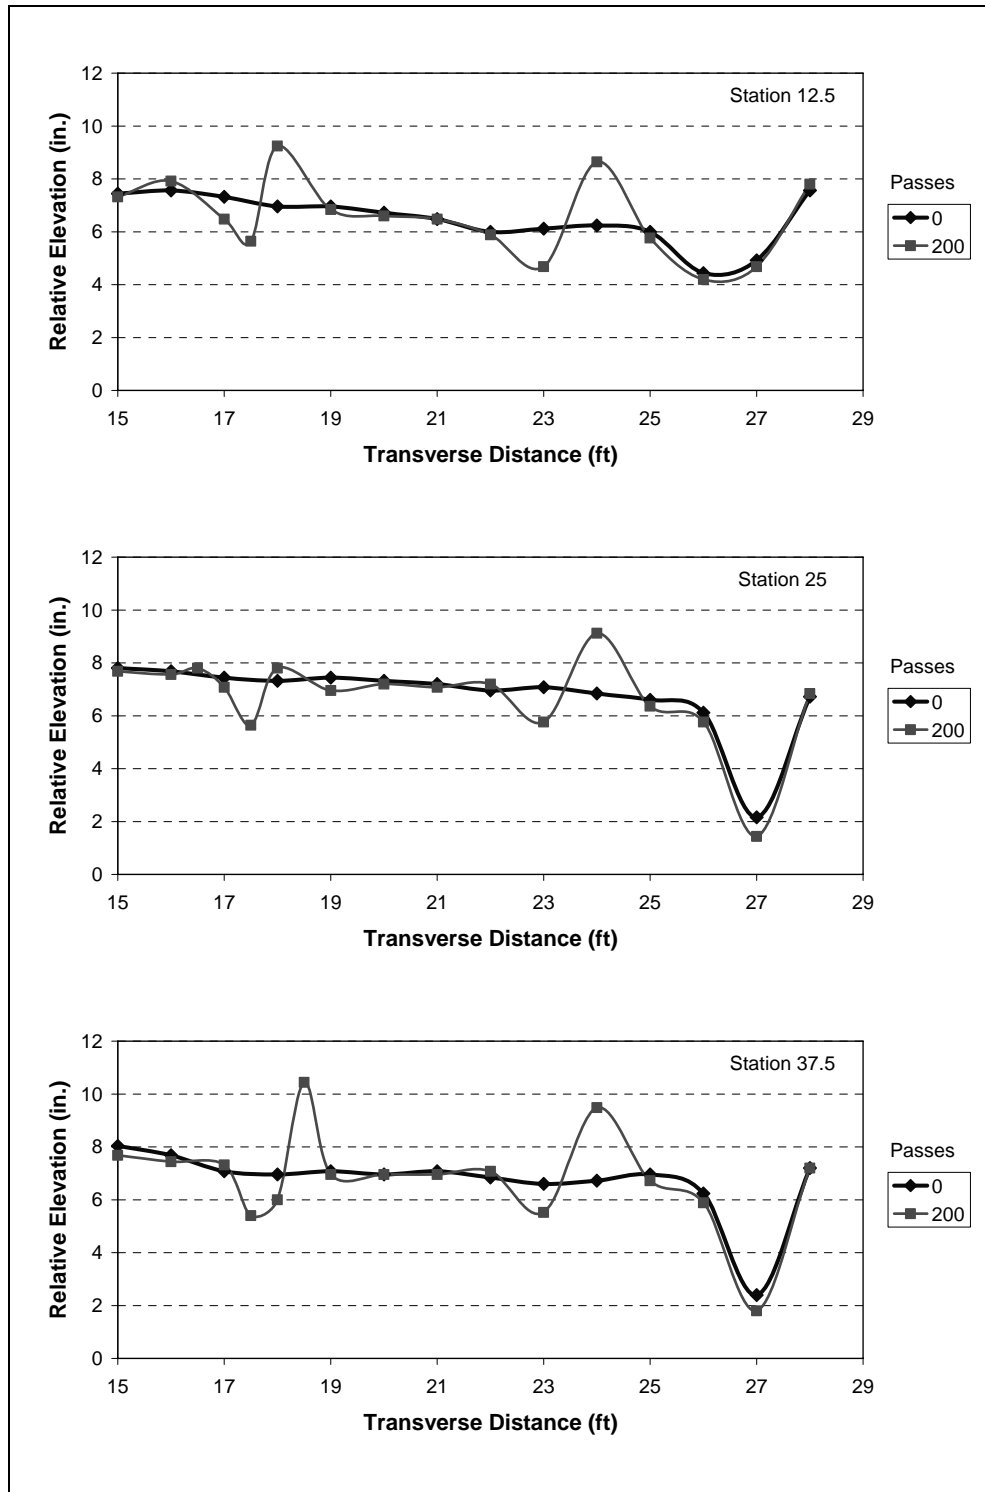 Station 12.5
12
10
8
6
4
2
0
Relative Elevation (in.)
15 17 19 21 23 25 27 29
Transverse Distance (ft)
Passes
0
200
Station 25
12
10
8
6
4
2
0
Relative Elevation (in.)
15 17 19 21 23 25 27 29
Transverse Distance (ft)
Passes
0
200
Station 37.5
12
10
8
6
4
2
0
Relative Elevation (in.)
15 17 19 21 23 25 27 29
Transverse Distance (ft)
Passes
0
200